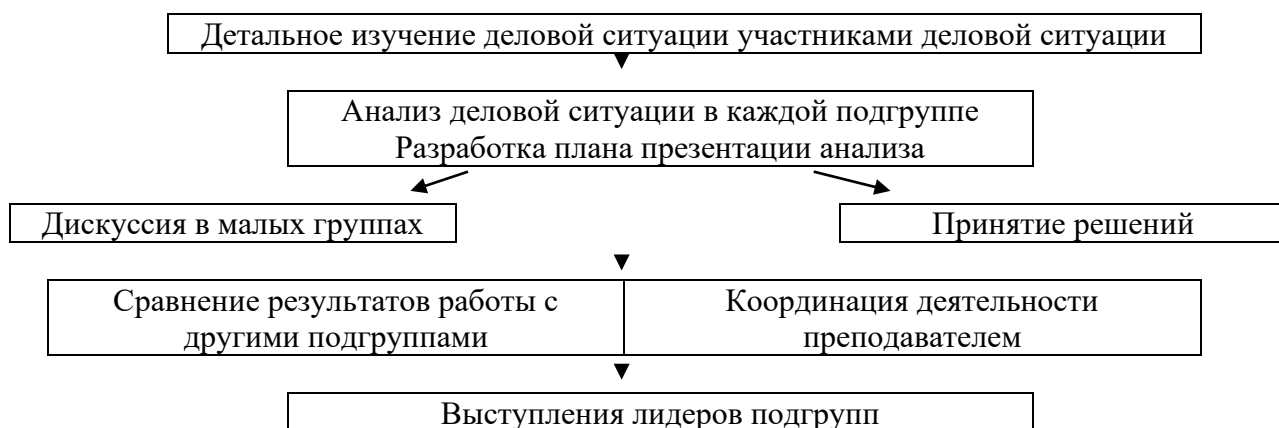 Детальное изучение деловой ситуации участниками деловой ситуации
Анализ деловой ситуации в каждой подгруппе
Разработка плана презентации анализа
Дискуссия в малых группах
Принятие решений
Сравнение результатов работы с
другими подгруппами
Координация деятельности
преподавателем
Выступления лидеров подгрупп